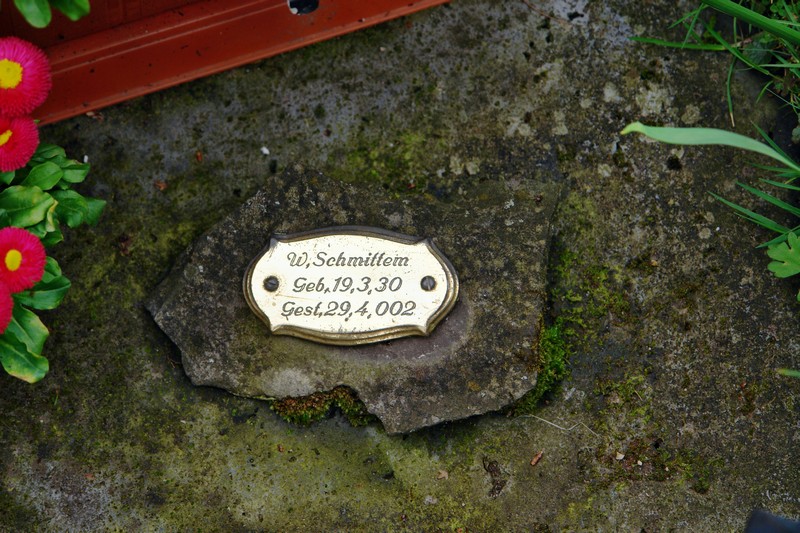 W, Schmittem
Geb, 19, 3, 30
Gest, 29, 4, 002